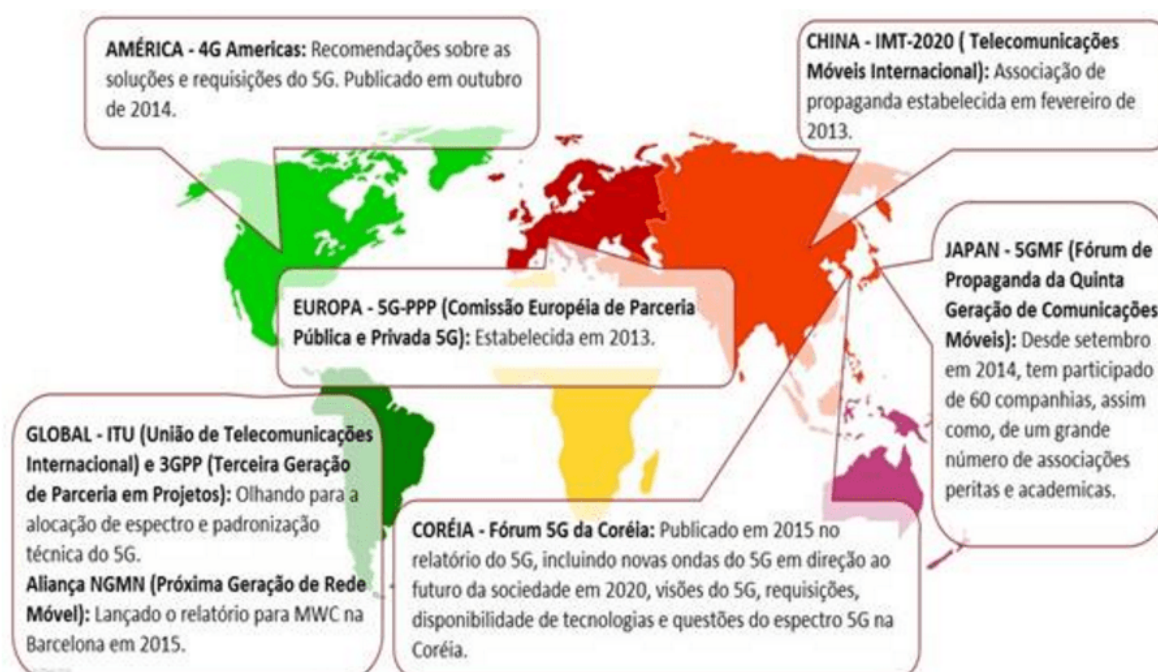 AMÉRICA - 4G Americas: Recomendações sobre as
soluções e requisições do 5G. Publicado em outubro
de 2014.
CHINA - IMT-2020 ( Telecomunicações
Móveis Internacional): Associação de
propaganda estabelecida em fevereiro de
2013.
JAPAN - 5GMF (Fórum de
Propaganda da Quinta
Geração de Comunicações
Móveis): Desde setembro
em 2014, tem participado
de 60 companhias, assim
como, de um grande
número de associações
peritas e academicas.
EUROPA - 5G-PPP (Comissão Européia de Parceria
Pública e Privada 5G): Estabelecida em 2013.
GLOBAL - ITU (União de Telecomunicações
Internacional) e 3GPP (Terceira Geração
de Parceria em Projetos): Olhando para a
alocação de espectro e padronização
técnica do 5G.
Aliança NGMN (Próxima Geração de Rede
Móvel): Lançado o relatório para MWC na
Barcelona em 2015.
CORÉIA - Fórum 5G da Coréia: Publicado em 2015 no
relatório do 5G, incluindo novas ondas do 5G em direção ao
futuro da sociedade em 2020, visões do 5G, requisições,
disponibilidade de tecnologias e questões do espectro 5G na
Coréia.